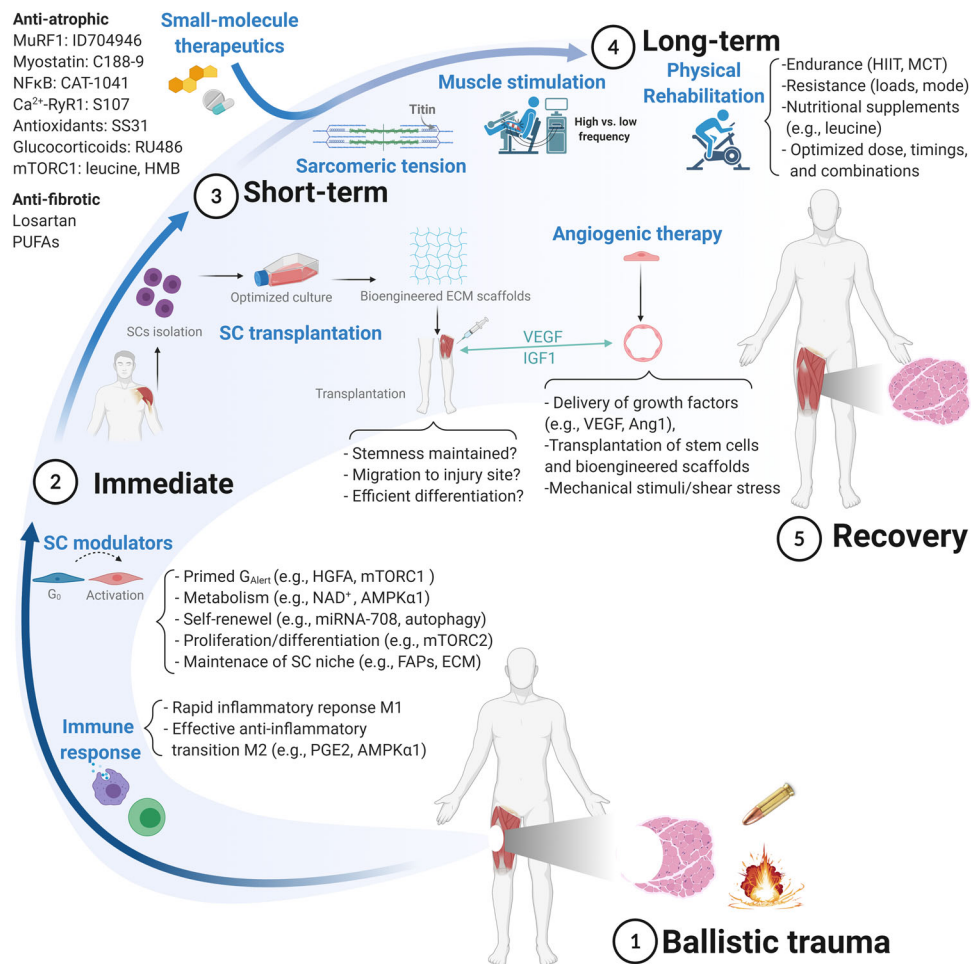 Anti-atrophic
MuRF1: ID704946
Myostatin: C188-9
NFκB: CAT-1041
Ca²⁺-RyR1: S107
Antioxidants: SS31
Glucocorticoids: RU486
mTORC1: leucine, HMB
Anti-fibrotic
Losartan
PUFAs
Small-molecule
therapeutics
4 Long-term
Muscle stimulation
High vs. low
frequency
Physical
Rehabilitation
-Endurance (HIIT, MCT)
-Resistance (loads, mode)
-Nutritional supplements
(e.g., leucine)
- Optimized dose, timings,
and combinations
Titin
Sarcomeric tension
3 Short-term
SCs isolation
Optimized culture
Bioengineered ECM scaffolds
SC transplantation
Transplantation
VEGF
IGF1
Angiogenic therapy
- Stemness maintained?
- Migration to injury site?
- Efficient differentiation?
- Delivery of growth factors
(e.g., VEGF, Ang1),
-Transplantation of stem cells
and bioengineered scaffolds
-Mechanical stimuli/shear stress
5 Recovery
2 Immediate
SC modulators
G₀
Activation
- Primed GAlert (e.g., HGFA, mTORC1 )
- Metabolism (e.g., NAD⁺, AMPKα1)
- Self-renewel (e.g., miRNA-708, autophagy)
- Proliferation/differentiation (e.g., mTORC2)
- Maintenace of SC niche (e.g., FAPs, ECM)
Immune
response
- Rapid inflammatory reponse M1
- Effective anti-inflammatory
transition M2 (e.g., PGE2, AMPKα1)
1 Ballistic trauma